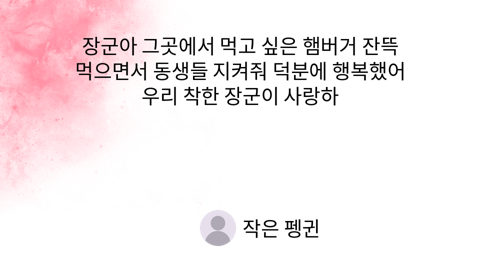 장군아 그곳에서 먹고 싶은 햄버거 잔뜩
먹으면서 동생들 지켜줘 덕분에 행복했어
우리 착한 장군이 사랑하
작은 펭귄